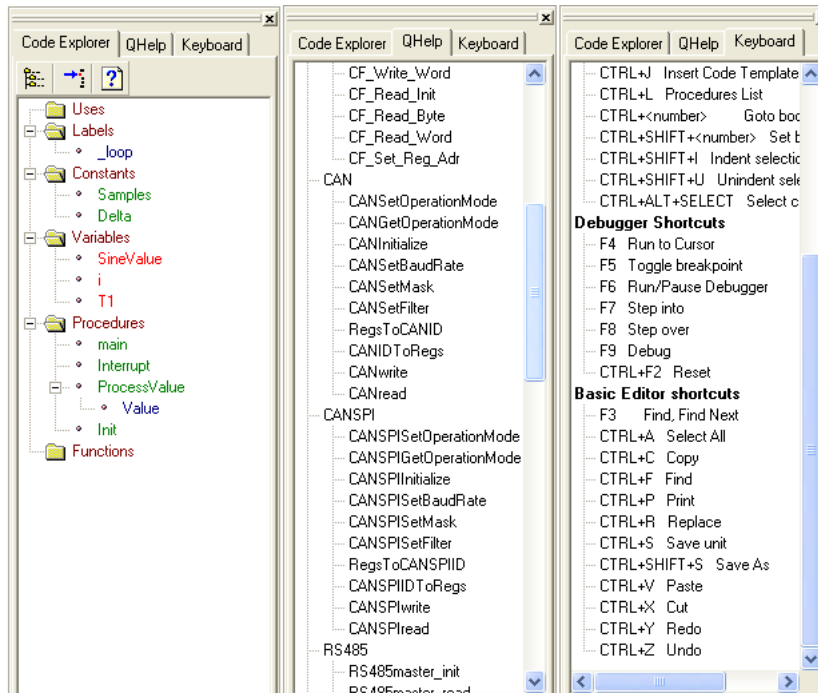 Code Explorer QHelp Keyboard
Uses
Labels
_loop
Constants
Samples
Delta
Variables
SineValue
i
T1
Procedures
main
Interrupt
ProcessValue
Value
Init
Functions
Code Explorer QHelp Keyboard
CF_Write_Word
CF_Read_Init
CF_Read_Byte
CF_Read_Word
CF_Set_Reg_Adr
CAN
CANSetOperationMode
CANGetOperationMode
CANInitialize
CANSetBaudRate
CANSetMask
CANSetFilter
RegsToCANID
CANIDToRegs
CANwrite
CANread
CANSPI
CANSPISetOperationMode
CANSPIGetOperationMode
CANSPIInitialize
CANSPISetBaudRate
CANSPISetMask
CANSPISetFilter
RegsToCANSPIID
CANSPIIDToRegs
CANSPIwrite
CANSPIread
RS485
RS485master_init
RS485master_read
Code Explorer QHelp Keyboard
CTRL+J Insert Code Template
CTRL+L Procedures List
CTRL+<number> Goto boo
CTRL+SHIFT+<number> Set b
CTRL+SHIFT+I Indent selectio
CTRL+SHIFT+U Unindent sele
CTRL+ALT+SELECT Select c
Debugger Shortcuts
F4 Run to Cursor
F5 Toggle breakpoint
F6 Run/Pause Debugger
F7 Step into
F8 Step over
F9 Debug
CTRL+F2 Reset
Basic Editor shortcuts
F3 Find, Find Next
CTRL+A Select All
CTRL+C Copy
CTRL+F Find
CTRL+P Print
CTRL+R Replace
CTRL+S Save unit
CTRL+SHIFT+S Save As
CTRL+V Paste
CTRL+X Cut
CTRL+Y Redo
CTRL+Z Undo